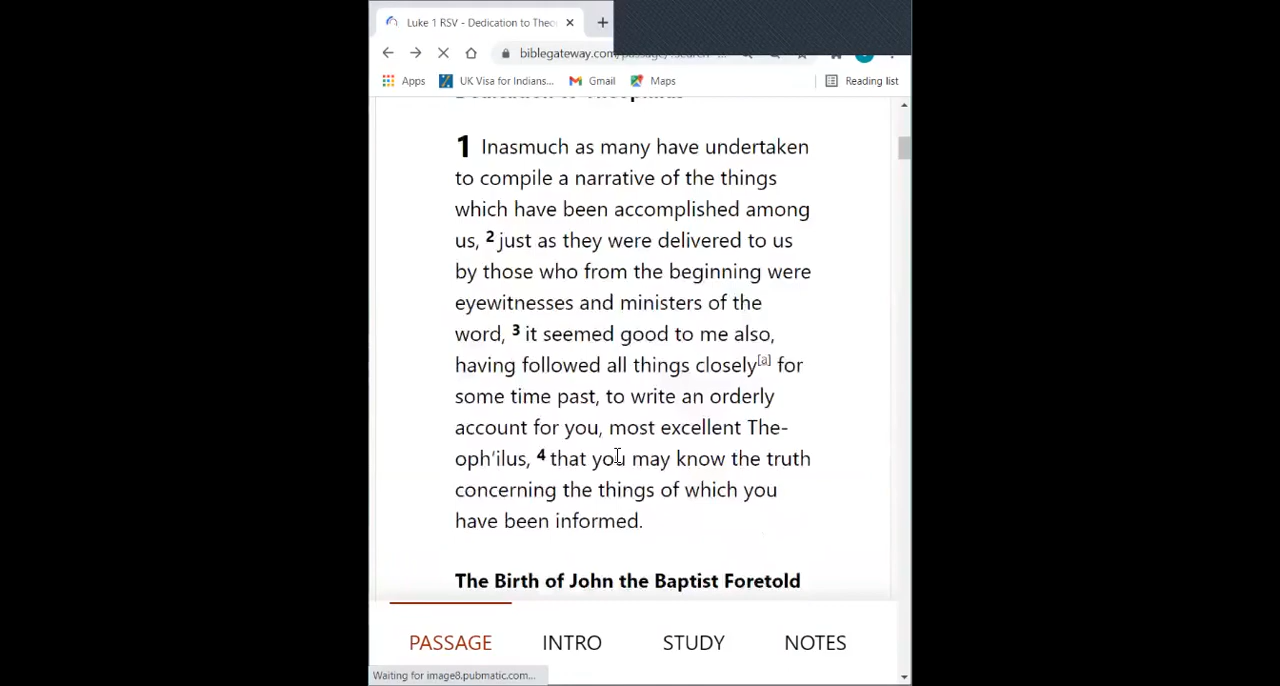 Luke 1 RSV - Dedication to Theo
biblegateway.com/passage/?search
Apps UK Visa for Indians... Gmail Maps Reading list
1 Inasmuch as many have undertaken
to compile a narrative of the things
which have been accomplished among
us, 2 just as they were delivered to us
by those who from the beginning were
eyewitnesses and ministers of the
word, 3 it seemed good to me also,
having followed all things closely[a] for
some time past, to write an orderly
account for you, most excellent The-
oph′ilus, 4 that you may know the truth
concerning the things of which you
have been informed.
The Birth of John the Baptist Foretold
PASSAGE INTRO STUDY NOTES
Waiting for image8.pubmatic.com...